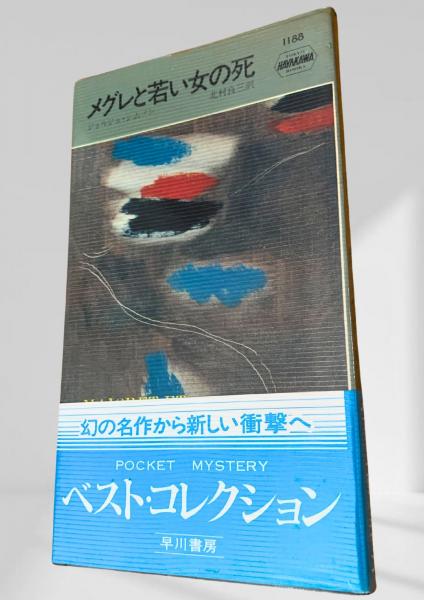 1188
HAYAKAWA
メグレと若い女の死
ジョルジュ・シムノン
北村良三訳
幻の名作から新しい衝撃へ
POCKET MYSTERY
ベスト・コレクション
早川書房